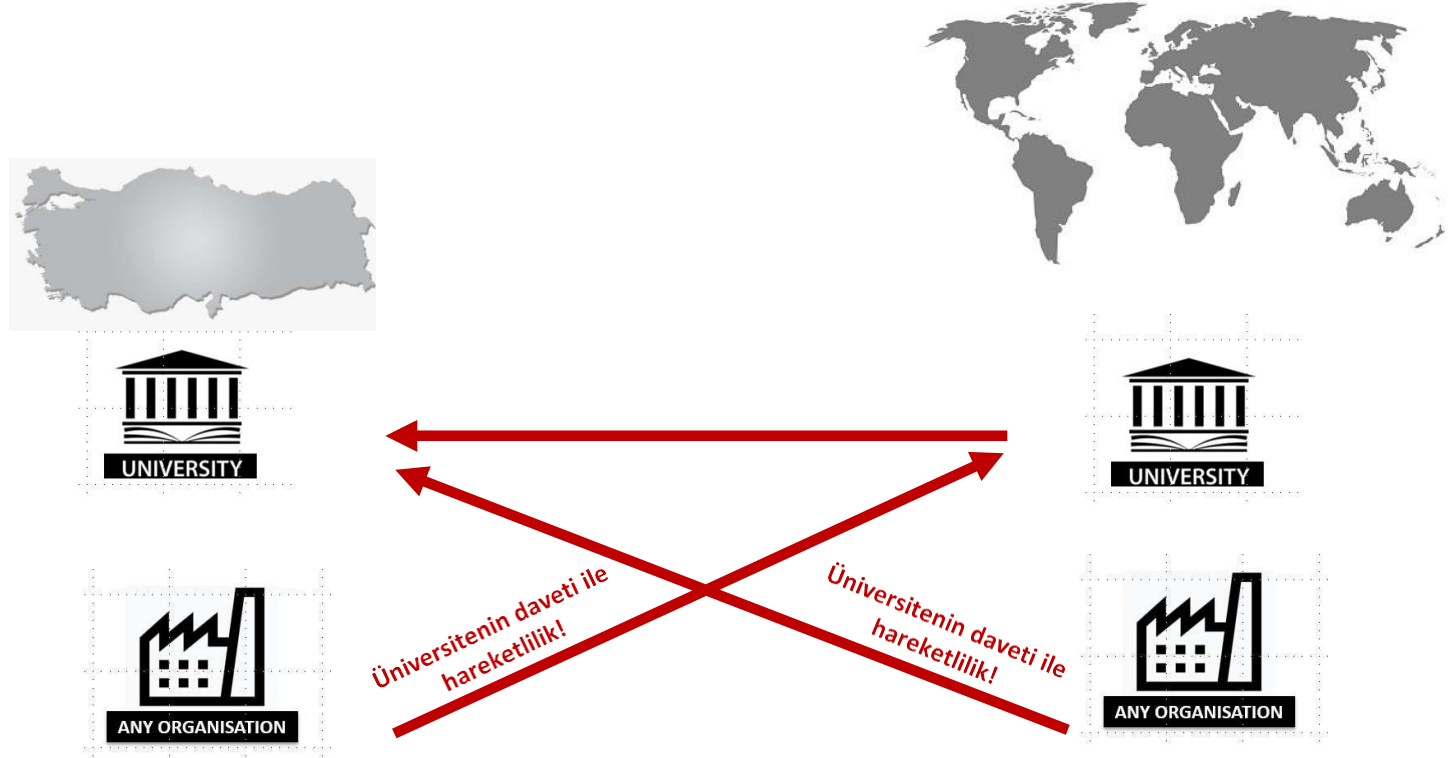 UNIVERSITY
UNIVERSITY
Üniversitenin daveti ile
hareketlilik!
Üniversitenin daveti ile
hareketlilik!
ANY ORGANISATION
ANY ORGANISATION